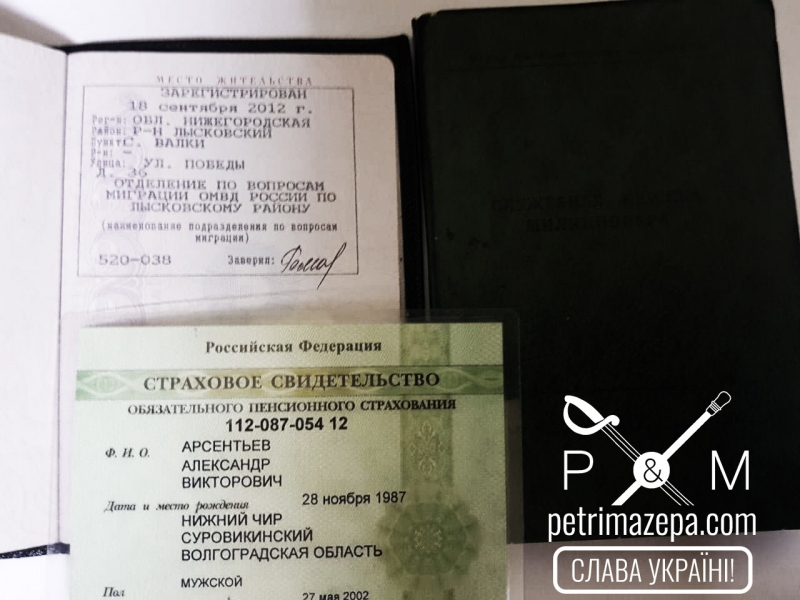 МЕСТО ЖИТЕЛЬСТВА
ЗАРЕГИСТРИРОВАН
18 сентября 2012 г.
Рег-н: ОБЛ. НИЖЕГОРОДСКАЯ
Район: Р-Н ЛЫСКОВСКИЙ
Пункт: С. ВАЛКИ
Р-н: -
Улица: УЛ. ПОБЕДЫ
Д. 36
ОТДЕЛЕНИЕ ПО ВОПРОСАМ
МИГРАЦИИ ОМВД РОССИИ ПО
ЛЫСКОВСКОМУ РАЙОНУ
(наименование подразделения по вопросам
миграции)
520-038 Заверил:
Российская Федерация
СТРАХОВОЕ СВИДЕТЕЛЬСТВО
ОБЯЗАТЕЛЬНОГО ПЕНСИОННОГО СТРАХОВАНИЯ
112-087-054 12
Ф. И. О. АРСЕНТЬЕВ
АЛЕКСАНДР
ВИКТОРОВИЧ
Дата и место рождения 28 ноября 1987
НИЖНИЙ ЧИР
СУРОВИКИНСКИЙ
ВОЛГОГРАДСКАЯ ОБЛАСТЬ
Пол МУЖСКОЙ
27 мая 2002
P & M
petrimazepa.com
СЛАВА УКРАЇНІ!